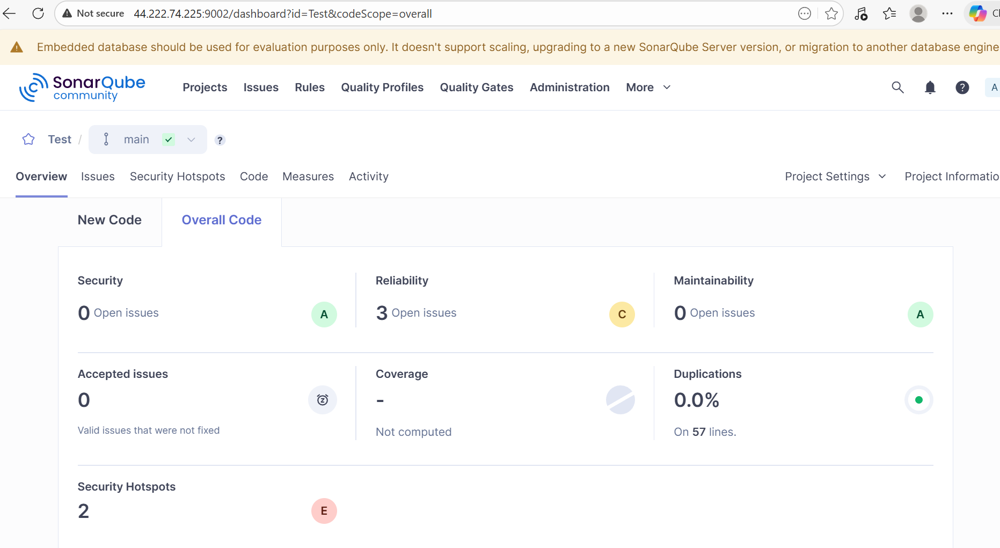 Not secure 44.222.74.225:9002/dashboard?id=Test&codeScope=overall
Embedded database should be used for evaluation purposes only. It doesn't support scaling, upgrading to a new SonarQube Server version, or migration to another database engine
SonarQube community Projects Issues Rules Quality Profiles Quality Gates Administration More ? A
Test / main ?
Overview Issues Security Hotspots Code Measures Activity Project Settings Project Informatio
New Code Overall Code
Security Reliability Maintainability
0 Open issues A 3 Open issues C 0 Open issues A
Accepted issues Coverage Duplications
0 - 0.0%
Valid issues that were not fixed Not computed On 57 lines.
Security Hotspots
2 E